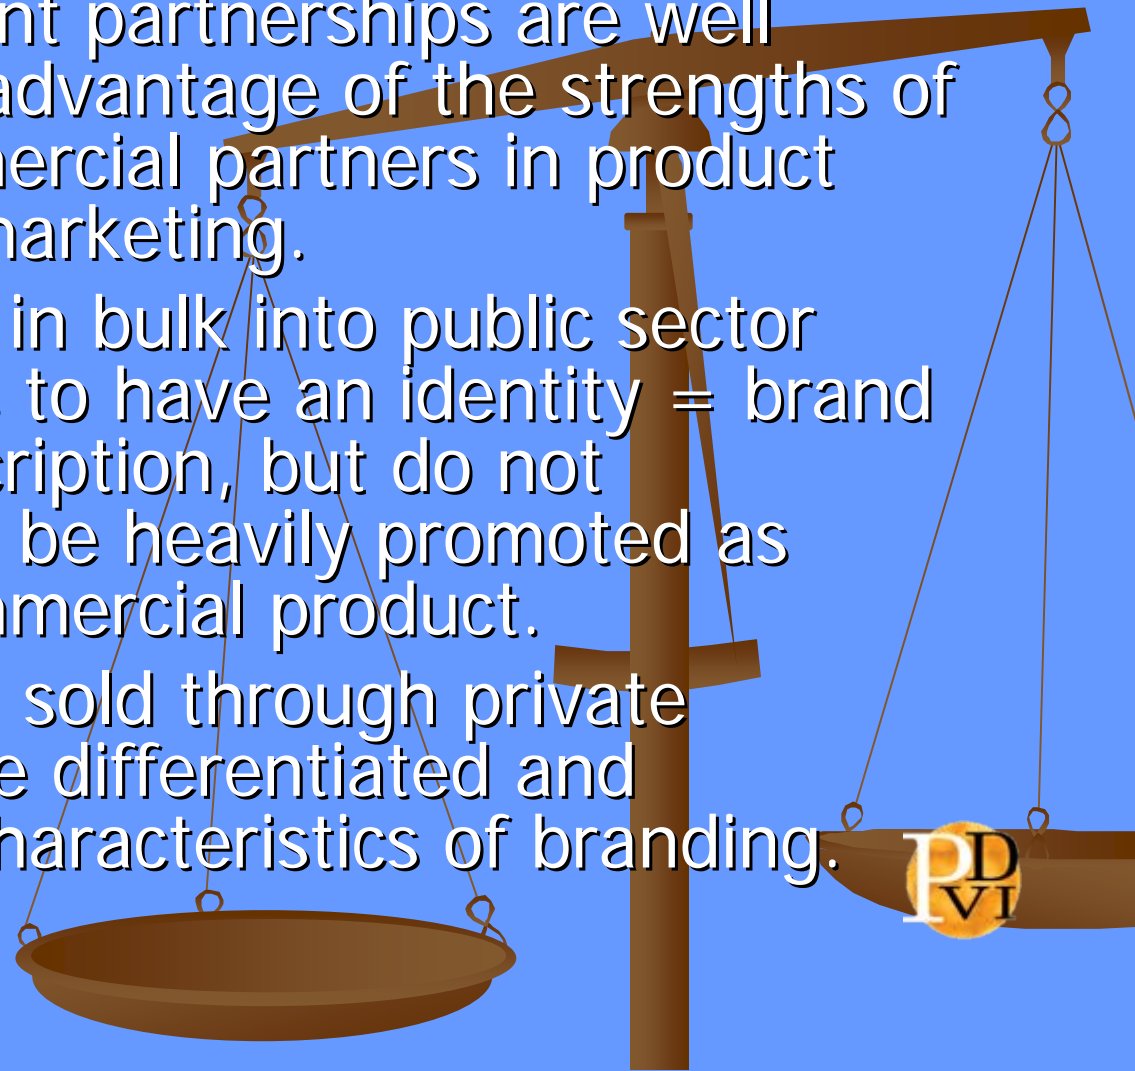 nt partnerships are well
advantage of the strengths of
ercial partners in product
arketing.
in bulk into public sector
to have an identity = brand
ription, but do not
be heavily promoted as
mercial product.
sold through private
e differentiated and
haracteristics of branding.
PDVI